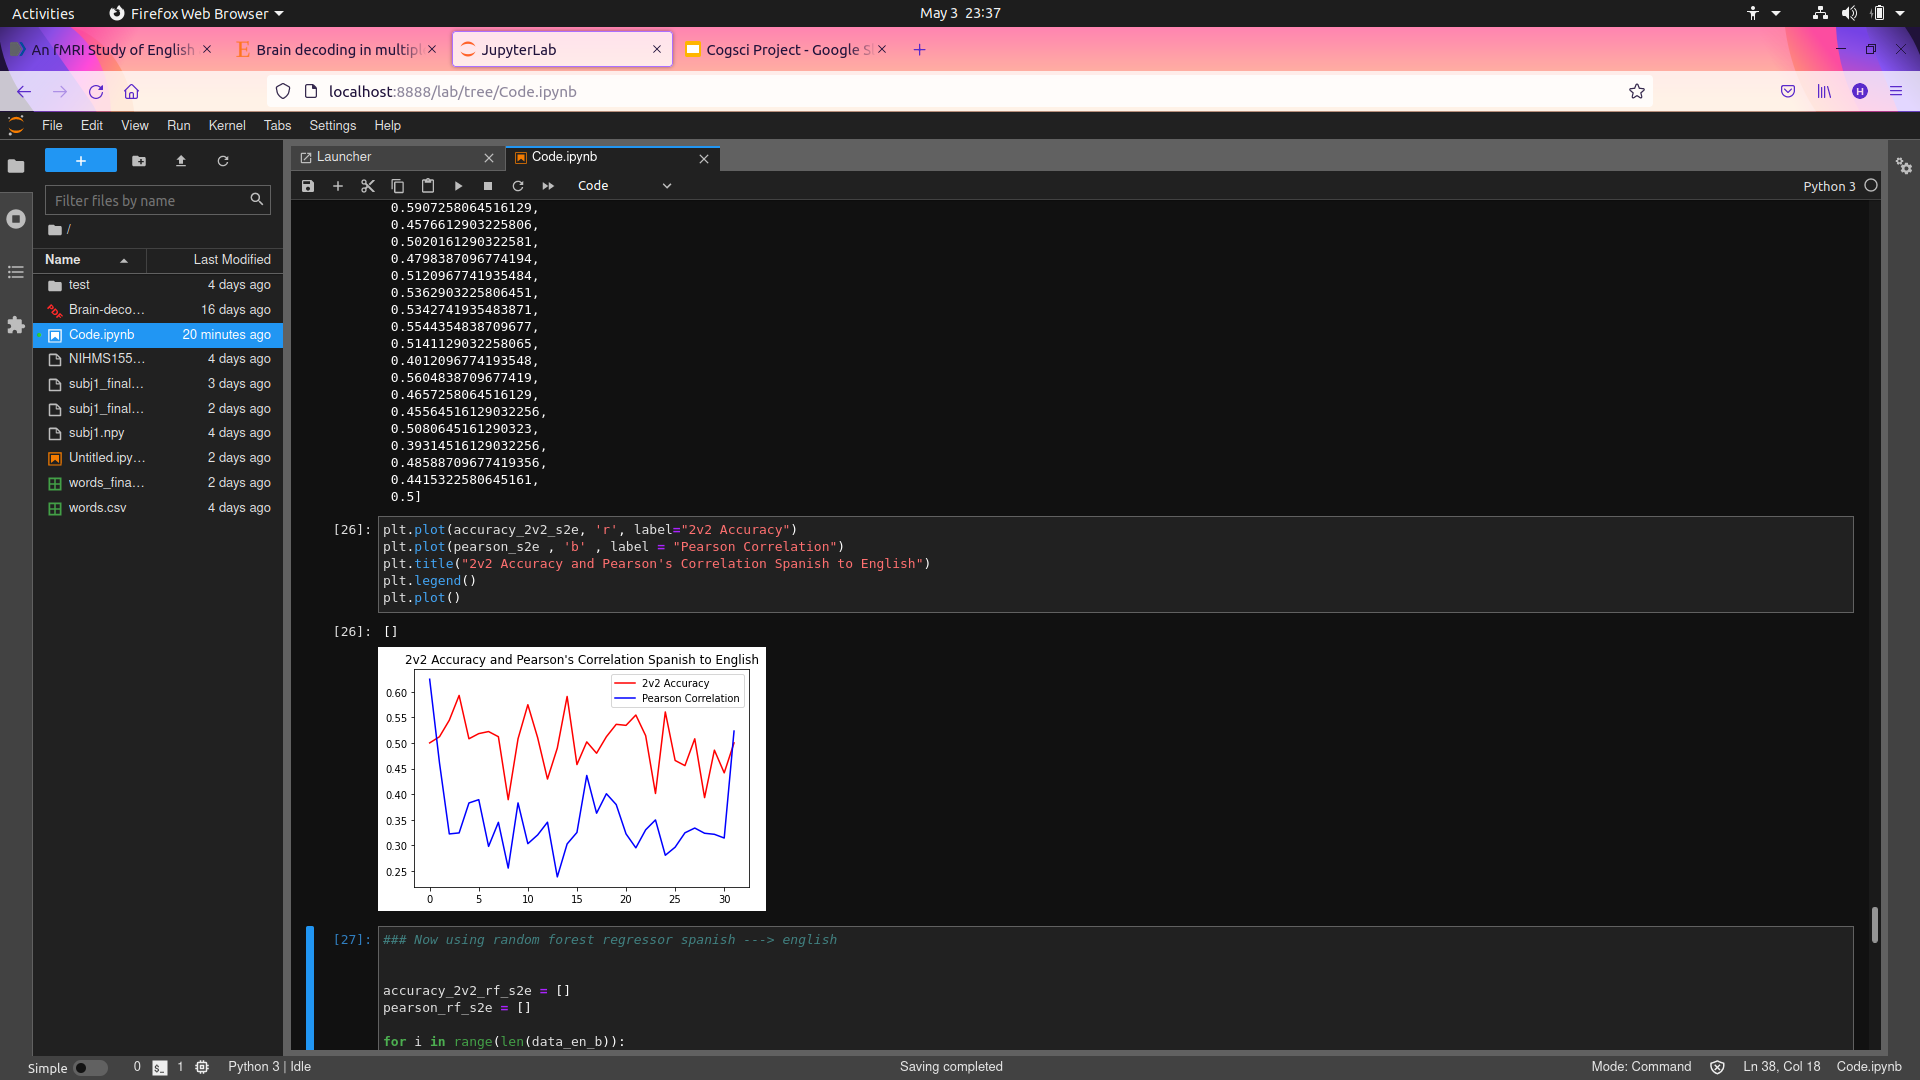 Activities
Firefox Web Browser
May 3 23:37
An fMRI Study of English
Brain decoding in multipl
JupyterLab
Cogsci Project - Google Sl
localhost:8888/lab/tree/Code.ipynb
H
File Edit View Run Kernel Tabs Settings Help
Launcher
Code.ipynb
Filter files by name
/
Name Last Modified
test 4 days ago
Brain-deco... 16 days ago
Code.ipynb 20 minutes ago
NIHMS155... 4 days ago
subj1_final... 3 days ago
subj1_final... 2 days ago
subj1.npy 4 days ago
Untitled.ipy... 2 days ago
words_fina... 2 days ago
words.csv 4 days ago
Code
Python 3
0.5907258064516129,
0.4576612903225806,
0.5020161290322581,
0.4798387096774194,
0.5120967741935484,
0.5362903225806451,
0.5342741935483871,
0.5544354838709677,
0.5141129032258065,
0.4012096774193548,
0.5604838709677419,
0.4657258064516129,
0.45564516129032256,
0.5080645161290323,
0.39314516129032256,
0.48588709677419356,
0.4415322580645161,
0.5]
[26]:
plt.plot(accuracy_2v2_s2e, 'r', label="2v2 Accuracy")
plt.plot(pearson_s2e , 'b' , label = "Pearson Correlation")
plt.title("2v2 Accuracy and Pearson's Correlation Spanish to English")
plt.legend()
plt.plot()
[26]: []
2v2 Accuracy and Pearson's Correlation Spanish to English
2v2 Accuracy
Pearson Correlation
0.60
0.55
0.50
0.45
0.40
0.35
0.30
0.25
0 5 10 15 20 25 30
[27]:
### Now using random forest regressor spanish ---> english
accuracy_2v2_rf_s2e = []
pearson_rf_s2e = []
for i in range(len(data_en_b)):
Simple 0 1 Python 3 | Idle
Saving completed
Mode: Command
Ln 38, Col 18 Code.ipynb